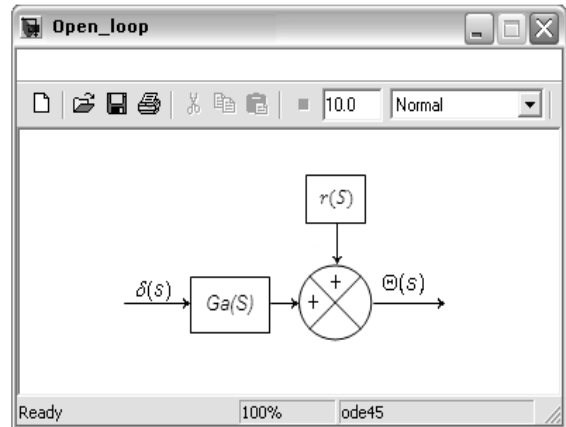 Open_loop
10.0 Normal
r(S)
+
δ(s) Ga(S) + Θ(s)
Ready 100% ode45